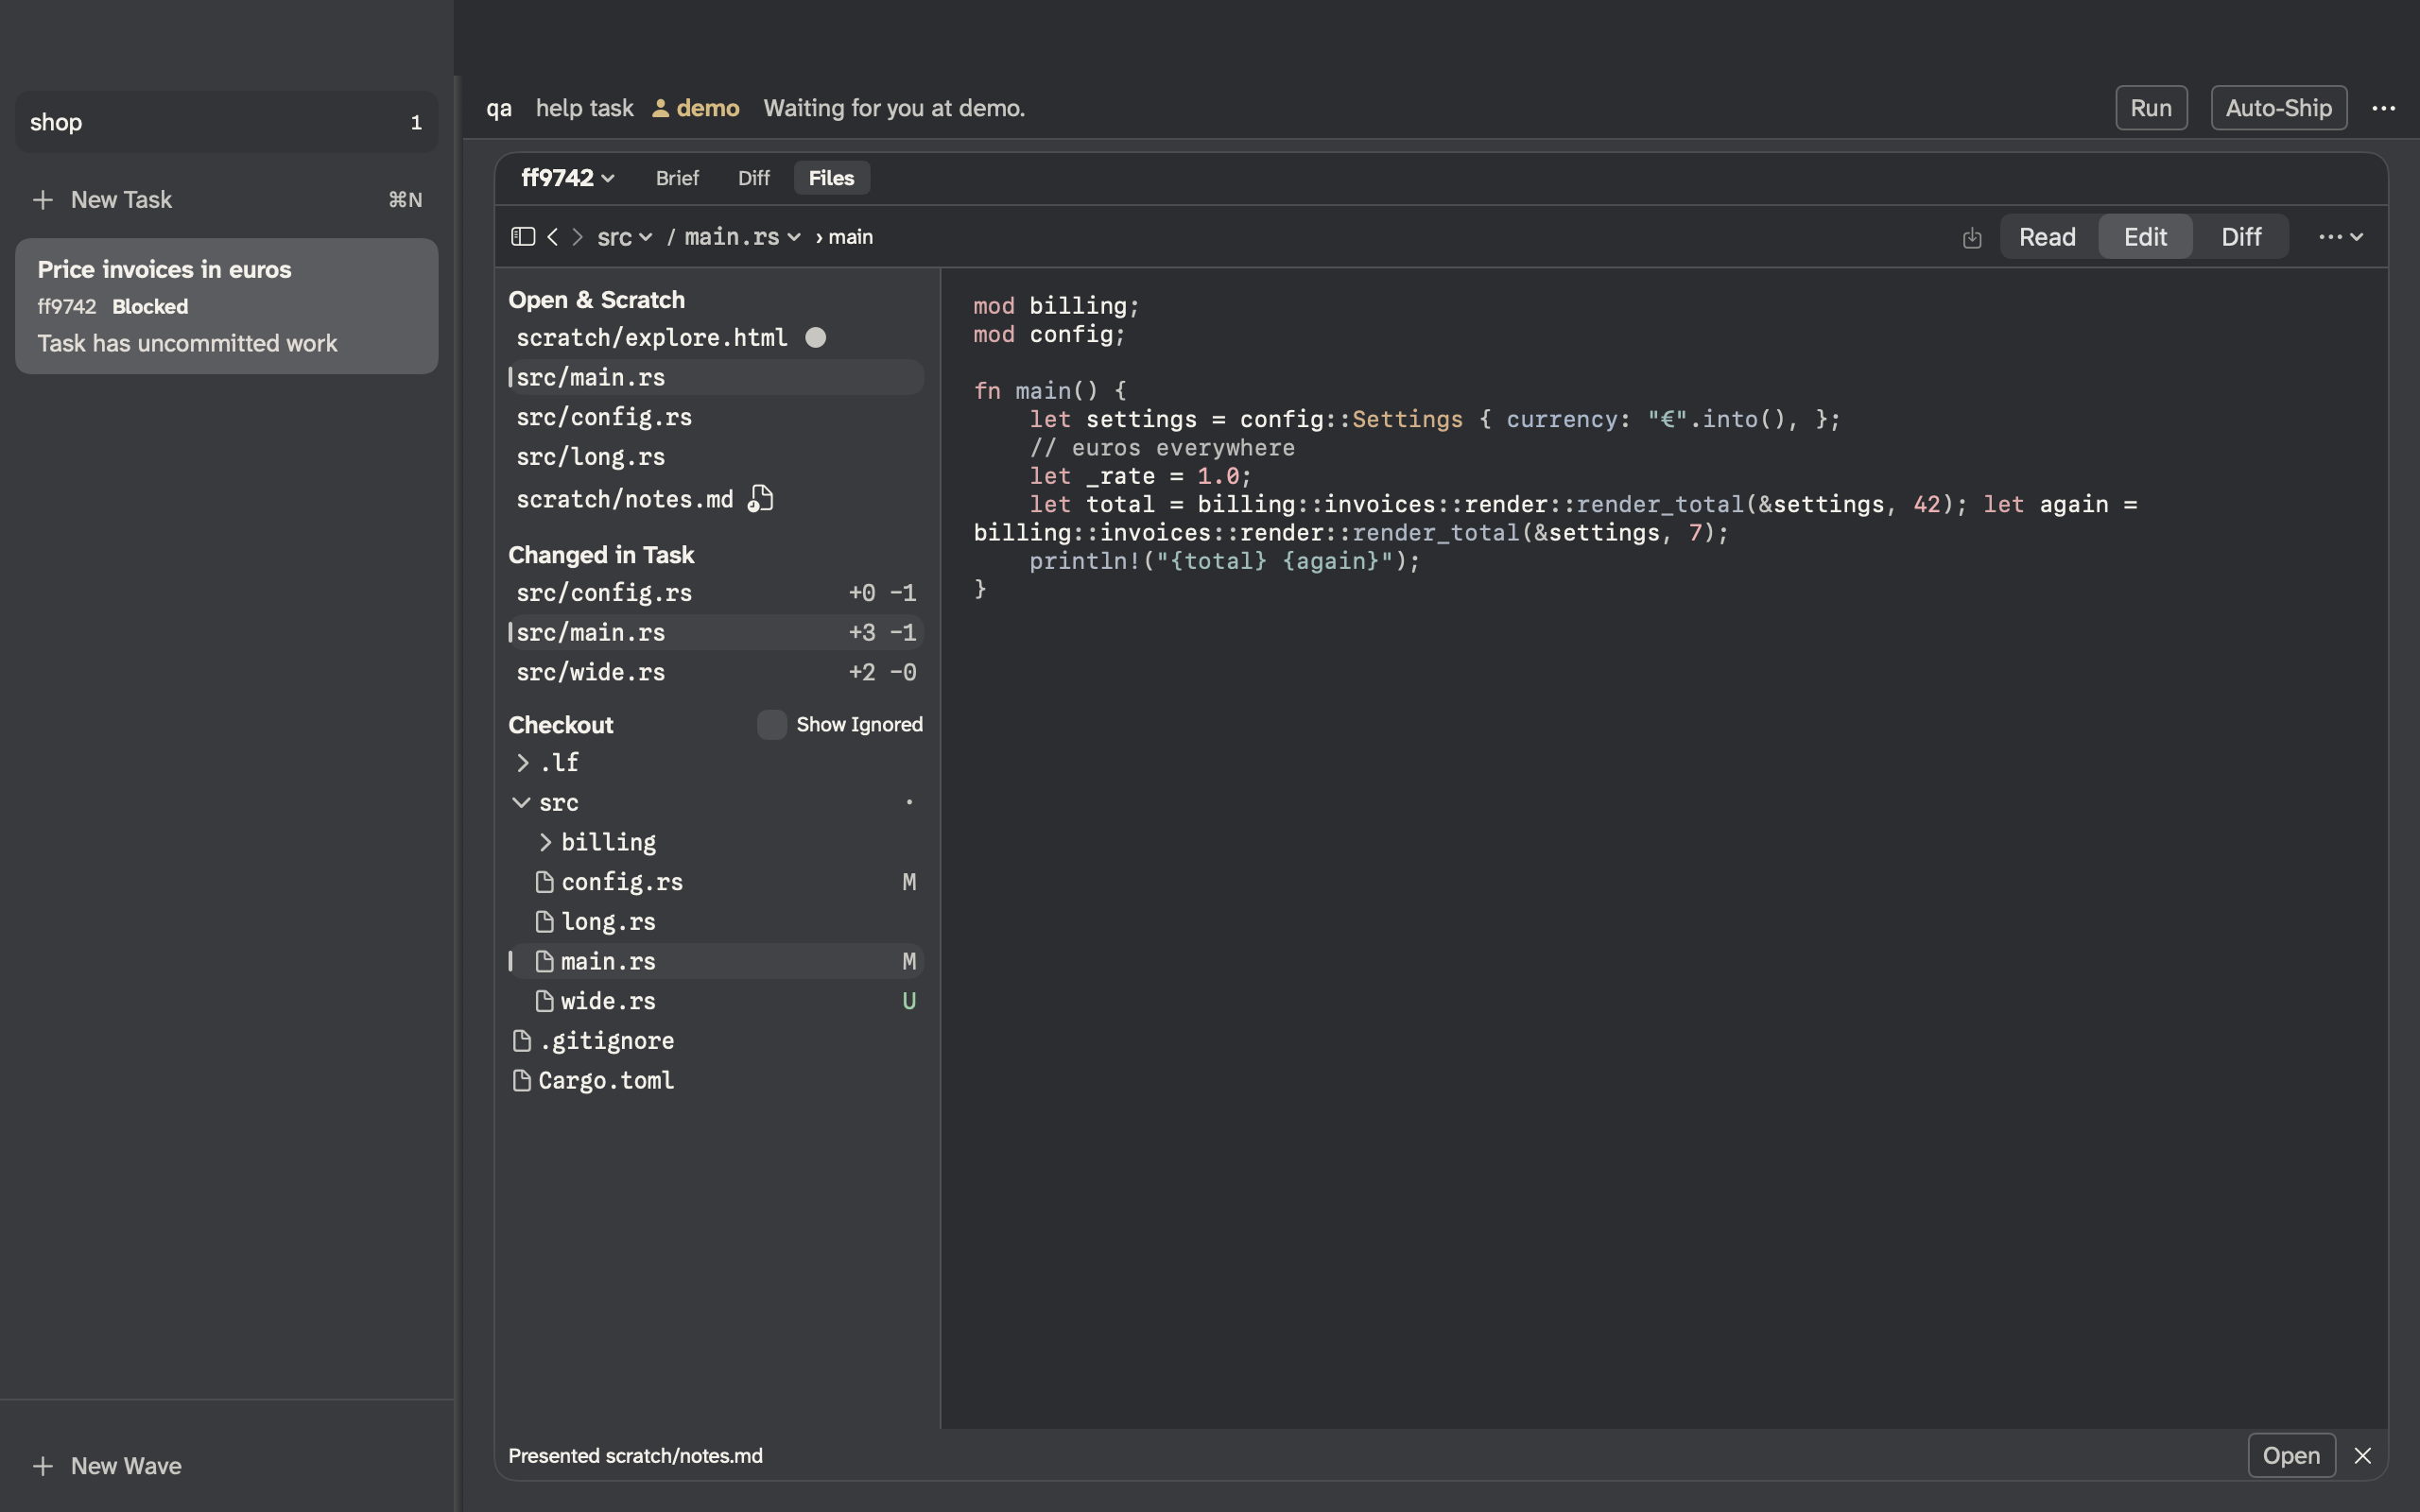 shop 1
New Task ⌘N
Price invoices in euros
ff9742 Blocked
Task has uncommitted work
New Wave
qa help task demo Waiting for you at demo.
Run Auto-Ship ···
ff9742 Brief Diff Files
src / main.rs › main
Read Edit Diff ···
Open & Scratch
scratch/explore.html
src/main.rs
src/config.rs
src/long.rs
scratch/notes.md
Changed in Task
src/config.rs +0 −1
src/main.rs +3 −1
src/wide.rs +2 −0
Checkout Show Ignored
.lf
src ·
billing
config.rs M
long.rs
main.rs M
wide.rs U
.gitignore
Cargo.toml
mod billing;
mod config;
fn main() {
    let settings = config::Settings { currency: "€".into(), };
    // euros everywhere
    let _rate = 1.0;
    let total = billing::invoices::render::render_total(&settings, 42); let again =
billing::invoices::render::render_total(&settings, 7);
    println!("{total} {again}");
}
Presented scratch/notes.md Open